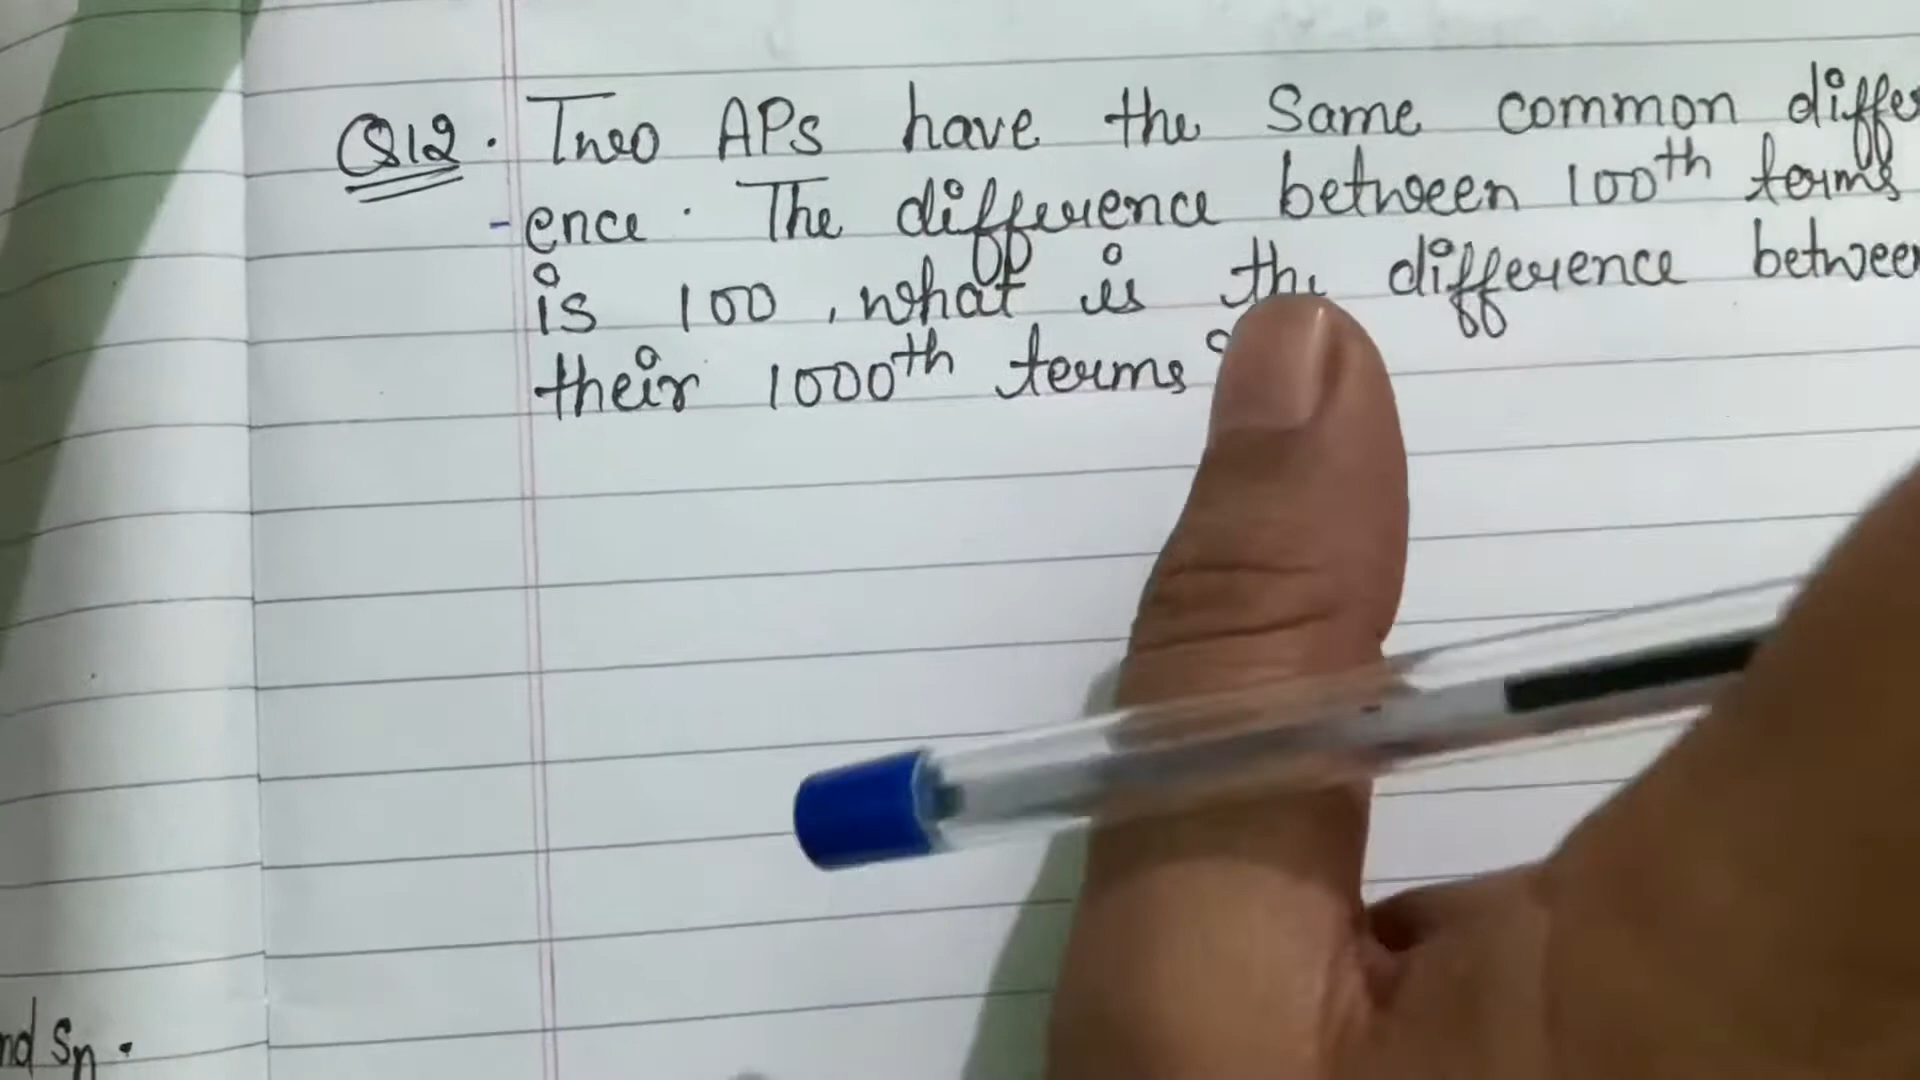 Q12. Two APs have the Same common differ
-ence. The difference between 100th terms
is 100, what is the difference between
their 1000th terms?
nd Sn.